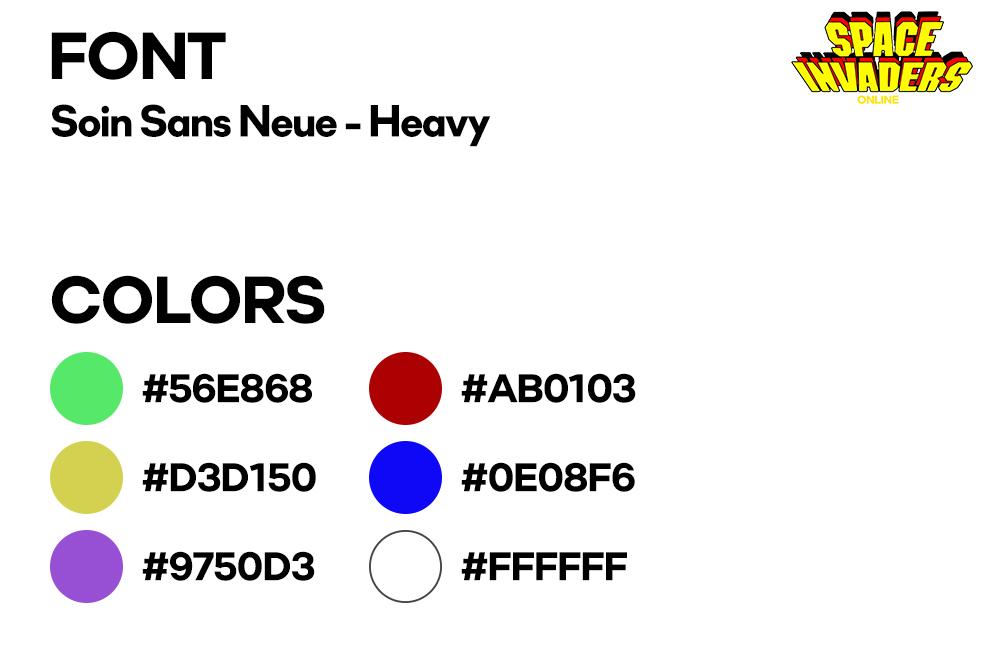 FONT
Soin Sans Neue - Heavy
SPACE
INVADERS
ONLINE
COLORS
#56E868
#AB0103
#D3D150
#0E08F6
#9750D3
#FFFFFF